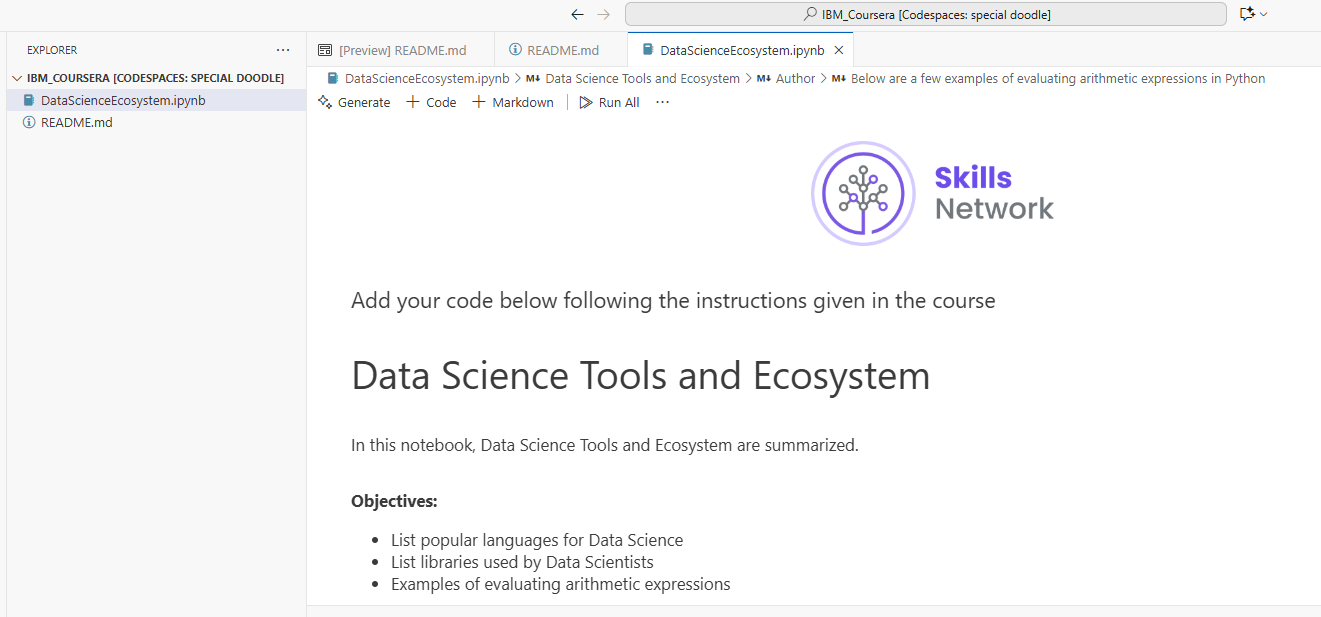 IBM_Coursera [Codespaces: special doodle]
EXPLORER
IBM_COURSERA [CODESPACES: SPECIAL DOODLE]
DataScienceEcosystem.ipynb
README.md
[Preview] README.md
README.md
DataScienceEcosystem.ipynb
DataScienceEcosystem.ipynb > M↓ Data Science Tools and Ecosystem > M↓ Author > M↓ Below are a few examples of evaluating arithmetic expressions in Python
Generate + Code + Markdown | Run All ...
Skills
Network
Add your code below following the instructions given in the course
Data Science Tools and Ecosystem
In this notebook, Data Science Tools and Ecosystem are summarized.
Objectives:
• List popular languages for Data Science
• List libraries used by Data Scientists
• Examples of evaluating arithmetic expressions